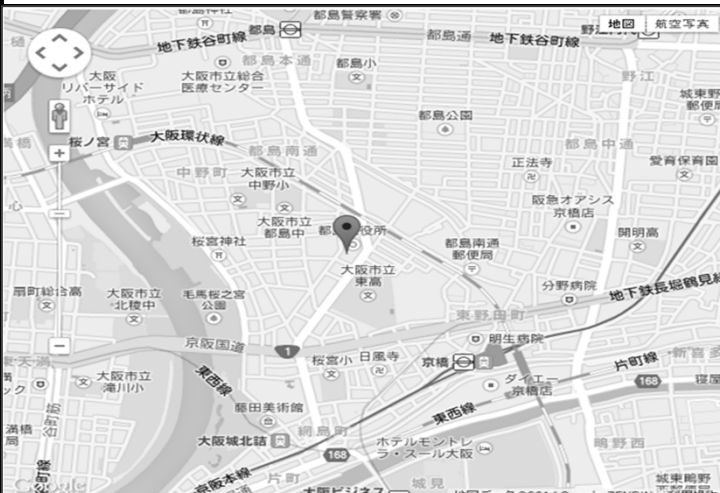 都島警察署
地図
航空写真
都島
地下鉄谷町線
都島通
地下鉄谷町線
都島本通
都島小
野江
大阪
リバーサイド
ホテル
大阪市立総合
医療センター
都島公園
桜ノ宮
大阪環状線
都島南通
都島中通
正法寺
愛育保育園
中野町
大阪市立
中野小
阪急オアシス
京橋店
大阪市立
都島中
桜宮神社
都島南通
郵便局
開明高
大阪市立
東高
扇町総合高
大阪市立
北稜中
毛馬桜之宮
公園
分野病院
地下鉄長堀鶴見
東野田町
京阪国道
1
明生病院
桜宮小
日風寺
京橋
片町線
168
東天満
大阪市立
滝川小
東西線
ダイエー
京橋店
藤田美術館
東西線
網島町
大阪城北詰
168
ホテルモントレ
ラ・スール大阪
鴫野西
京阪本線
片町
城見
大阪ビジネス
Google